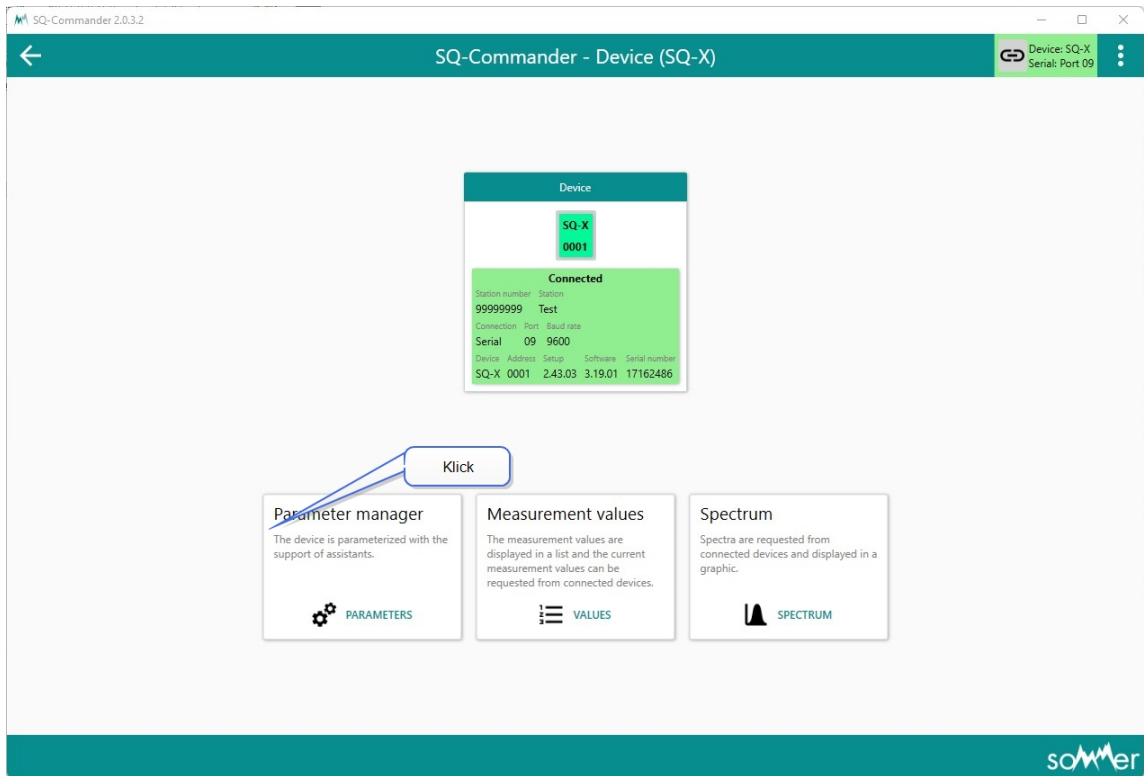 SQ-Commander 2.0.3.2
SQ-Commander - Device (SQ-X)
Device: SQ-X
Serial: Port 09
Device
SQ-X
0001
Connected
Station number Station
99999999 Test
Connection Port Baud rate
Serial 09 9600
Device Address Setup Software Serial number
SQ-X 0001 2.43.03 3.19.01 17162486
Klick
Parameter manager
The device is parameterized with the
support of assistants.
PARAMETERS
Measurement values
The measurement values are
displayed in a list and the current
measurement values can be
requested from connected devices.
VALUES
Spectrum
Spectra are requested from
connected devices and displayed in a
graphic.
SPECTRUM
sommer